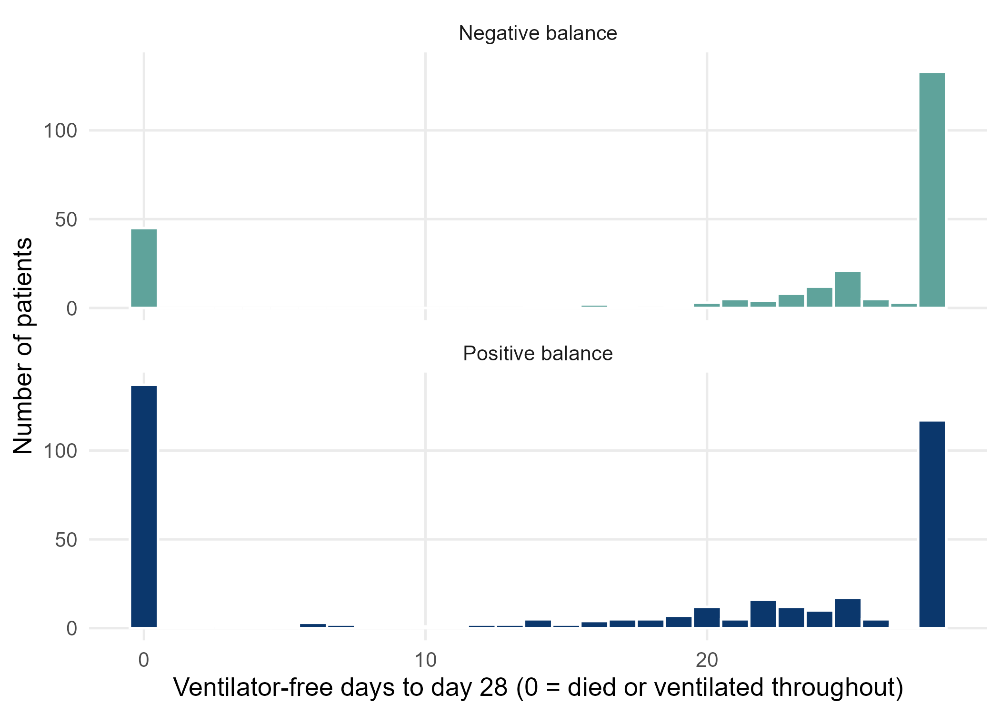 Negative balance
100
50
0
Number of patients
Positive balance
100
50
0
0 10 20
Ventilator-free days to day 28 (0 = died or ventilated throughout)